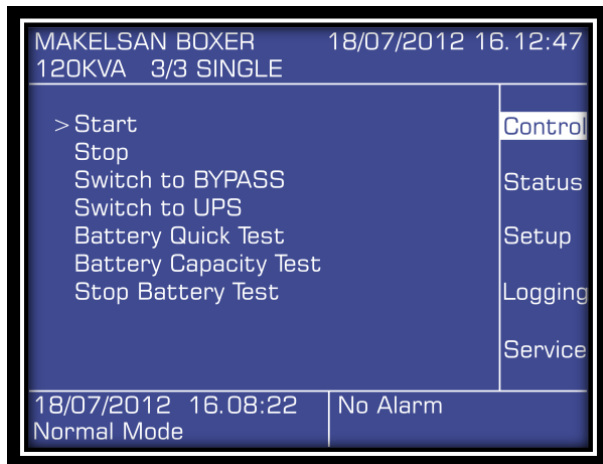 MAKELSAN BOXER 18/07/2012 16.12:47
120KVA 3/3 SINGLE
>Start
Stop
Switch to BYPASS
Switch to UPS
Battery Quick Test
Battery Capacity Test
Stop Battery Test
Control
Status
Setup
Logging
Service
18/07/2012 16.08:22
Normal Mode
No Alarm